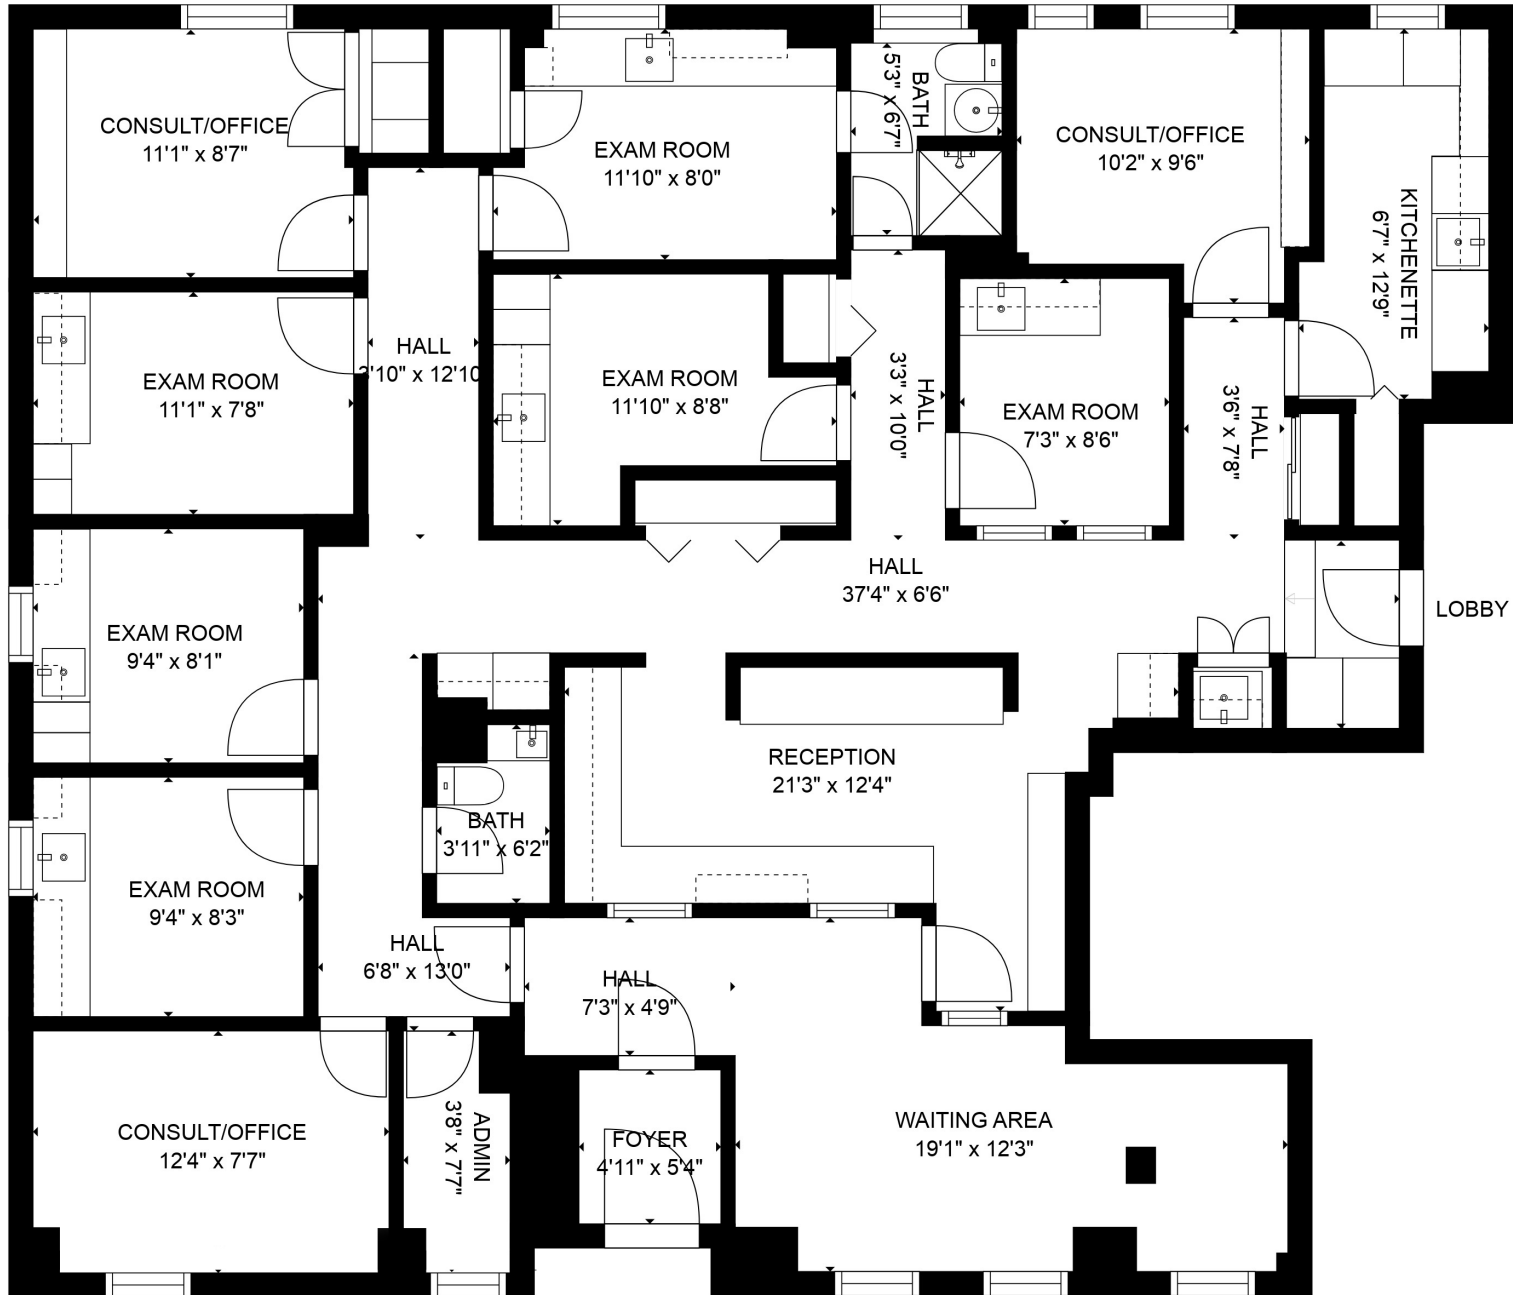 CONSULT/OFFICE
11'1" x 8'7"
EXAM ROOM
11'10" x 8'0"
BATH
5'3" x 6'7"
CONSULT/OFFICE
10'2" x 9'6"
KITCHENETTE
6'7" x 12'9"
EXAM ROOM
11'1" x 7'8"
HALL
3'10" x 12'10
EXAM ROOM
11'10" x 8'8"
HALL
3'3" x 10'0"
EXAM ROOM
7'3" x 8'6"
HALL
3'6" x 7'8"
HALL
37'4" x 6'6"
LOBBY
EXAM ROOM
9'4" x 8'1"
RECEPTION
21'3" x 12'4"
BATH
3'11" x 6'2"
EXAM ROOM
9'4" x 8'3"
HALL
6'8" x 13'0"
HALL
7'3" x 4'9"
CONSULT/OFFICE
12'4" x 7'7"
ADMIN
3'8" x 7'7"
FOYER
4'11" x 5'4"
WAITING AREA
19'1" x 12'3"